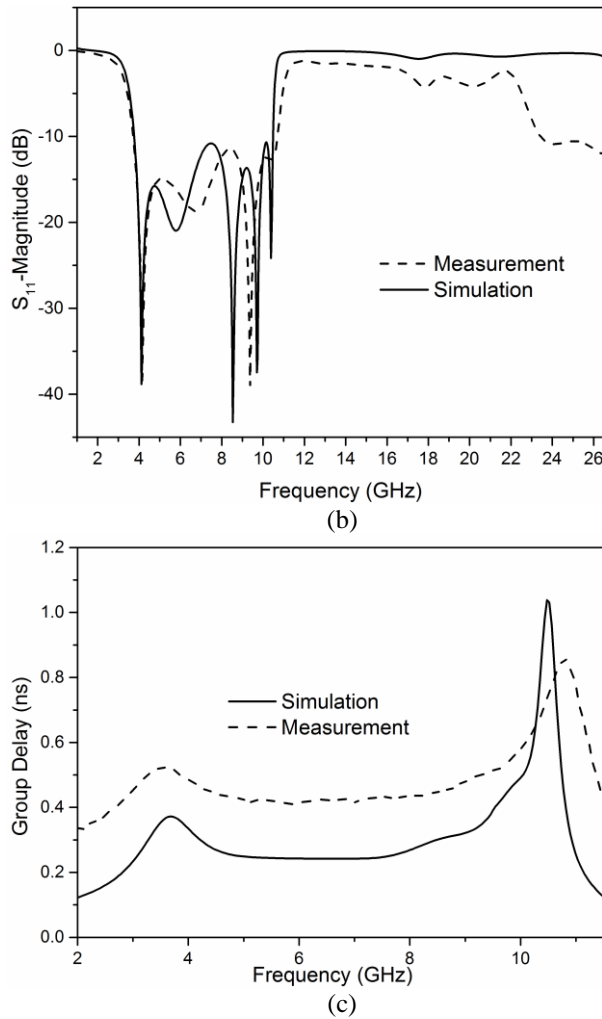 0
-10
-20
-30
-40
S11-Magnitude (dB)
Measurement
Simulation
2 4 6 8 10 12 14 16 18 20 22 24 26
Frequency (GHz)
(b)
1.2
1.0
0.8
0.6
0.4
0.2
0.0
Group Delay (ns)
Simulation
Measurement
2 4 6 8 10
Frequency (GHz)
(c)